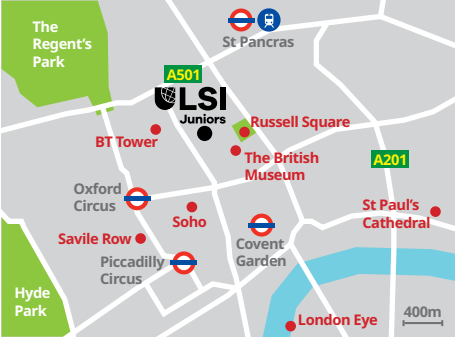 The
Regent's
Park
St Pancras
A501
ULSI
Juniors
Russell Square
BT Tower
The British
Museum
A201
Oxford
Circus
Soho
St Paul's
Cathedral
Savile Row
Covent
Garden
Piccadilly
Circus
Hyde
Park
London Eye
400m